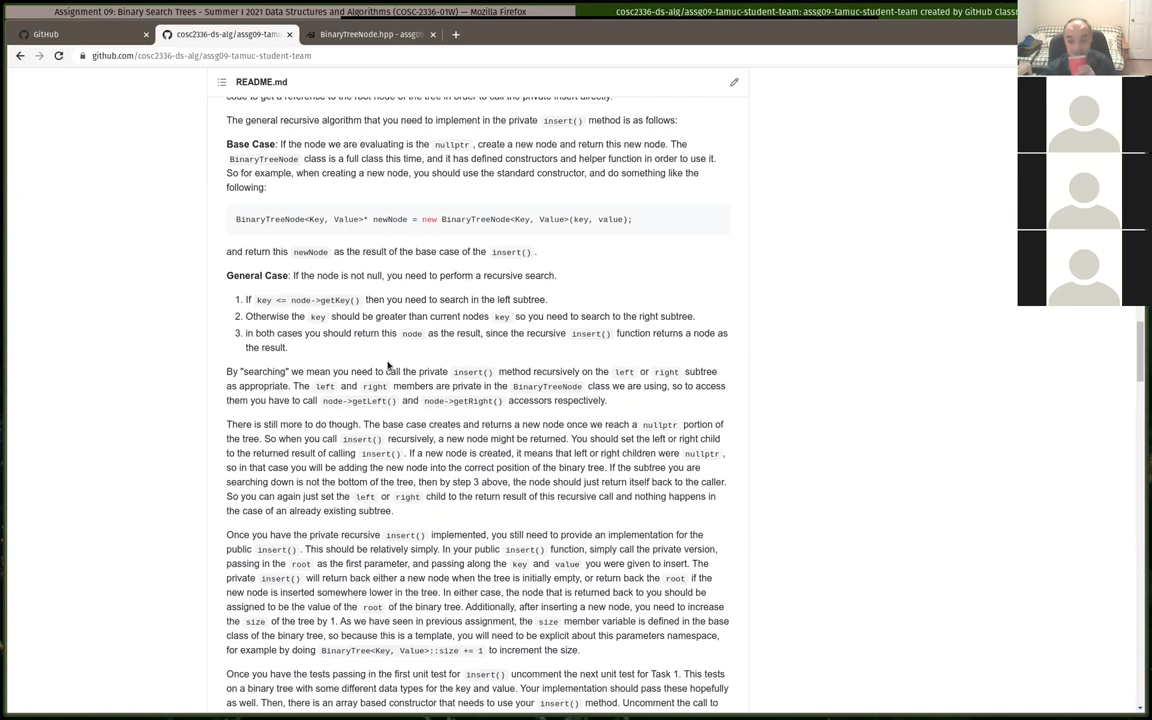 Assignment 09: Binary Search Trees - Summer I 2021 Data Structures and Algorithms (COSC-2336-01W) — Mozilla Firefox
cosc2336-ds-alg/assg09-tamuc-student-team: assg09-tamuc-student-team created by GitHub Classr
GitHub
cosc2336-ds-alg/assg09-tamu
BinaryTreeNode.hpp - assg0
github.com/cosc2336-ds-alg/assg09-tamuc-student-team
README.md
code to get a reference to the root node of the tree in order to call the private insert directly.
The general recursive algorithm that you need to implement in the private insert() method is as follows:
Base Case: If the node we are evaluating is the nullptr, create a new node and return this new node. The
BinaryTreeNode class is a full class this time, and it has defined constructors and helper function in order to use it.
So for example, when creating a new node, you should use the standard constructor, and do something like the
following:
BinaryTreeNode<Key, Value>* newNode = new BinaryTreeNode<Key, Value>(key, value);
and return this newNode as the result of the base case of the insert().
General Case: If the node is not null, you need to perform a recursive search.
1. If key <= node->getKey() then you need to search in the left subtree.
2. Otherwise the key should be greater than current nodes key so you need to search to the right subtree.
3. in both cases you should return this node as the result, since the recursive insert() function returns a node as
the result.
By "searching" we mean you need to call the private insert() method recursively on the left or right subtree
as appropriate. The left and right members are private in the BinaryTreeNode class we are using, so to access
them you have to call node->getLeft() and node->getRight() accessors respectively.
There is still more to do though. The base case creates and returns a new node once we reach a nullptr portion of
the tree. So when you call insert() recursively, a new node might be returned. You should set the left or right child
to the returned result of calling insert(). If a new node is created, it means that left or right children were nullptr,
so in that case you will be adding the new node into the correct position of the binary tree. If the subtree you are
searching down is not the bottom of the tree, then by step 3 above, the node should just return itself back to the caller.
So you can again just set the left or right child to the return result of this recursive call and nothing happens in
the case of an already existing subtree.
Once you have the private recursive insert() implemented, you still need to provide an implementation for the
public insert(). This should be relatively simply. In your public insert() function, simply call the private version,
passing in the root as the first parameter, and passing along the key and value you were given to insert. The
private insert() will return back either a new node when the tree is initially empty, or return back the root if the
new node is inserted somewhere lower in the tree. In either case, the node that is returned back to you should be
assigned to be the value of the root of the binary tree. Additionally, after inserting a new node, you need to increase
the size of the tree by 1. As we have seen in previous assignment, the size member variable is defined in the base
class of the binary tree, so because this is a template, you will need to be explicit about this parameters namespace,
for example by doing BinaryTree<Key, Value>::size += 1 to increment the size.
Once you have the tests passing in the first unit test for insert() uncomment the next unit test for Task 1. This tests
on a binary tree with some different data types for the key and value. Your implementation should pass these hopefully
as well. Then, there is an array based constructor that needs to use your insert() method. Uncomment the call to